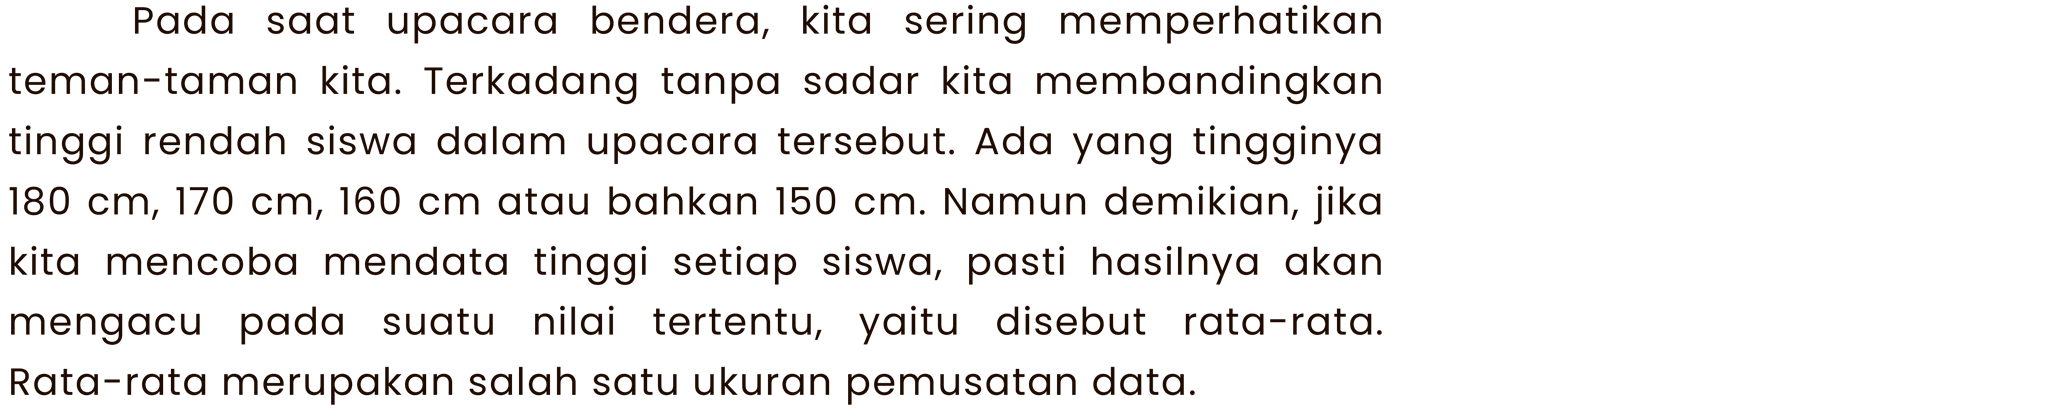 Pada saat upacara bendera, kita sering memperhatikan
teman-taman kita. Terkadang tanpa sadar kita membandingkan
tinggi rendah siswa dalam upacara tersebut. Ada yang tingginya
180 cm, 170 cm, 160 cm atau bahkan 150 cm. Namun demikian, jika
kita mencoba mendata tinggi setiap siswa, pasti hasilnya akan
mengacu pada suatu nilai tertentu, yaitu disebut rata-rata.
Rata-rata merupakan salah satu ukuran pemusatan data.